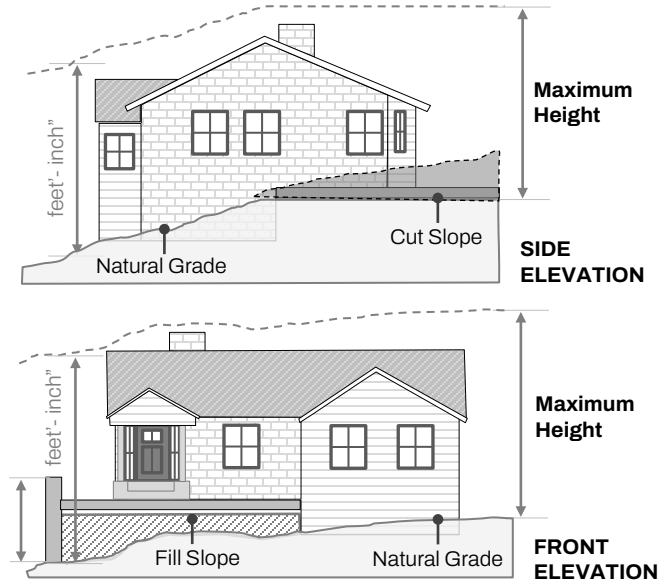 Maximum
Height
feet'- inch"
Cut Slope
Natural Grade
SIDE
ELEVATION
Maximum
Height
feet'- inch"
Fill Slope
Natural Grade
FRONT
ELEVATION